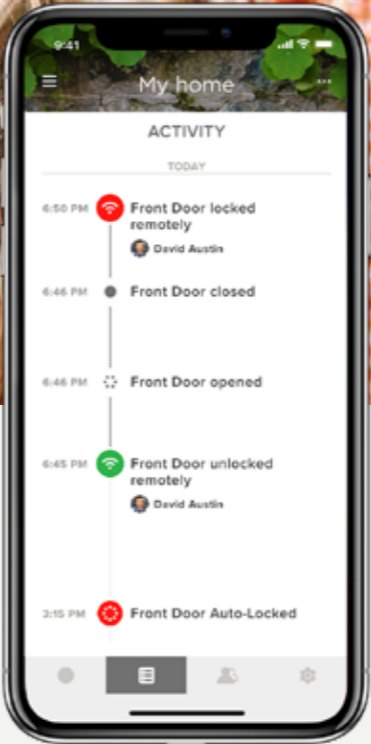 9:41
My home
ACTIVITY
TODAY
6:50 PM Front Door locked
remotely
David Austin
6:46 PM Front Door closed
6:46 PM Front Door opened
6:45 PM Front Door unlocked
remotely
David Austin
3:15 PM Front Door Auto-Locked